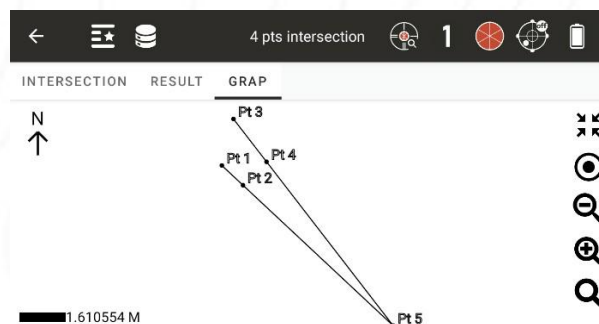 4 pts intersection
1
off
INTERSECTION RESULT GRAP
N
Pt 3
Pt 1
Pt 4
Pt 2
1.610554 M
Pt 5